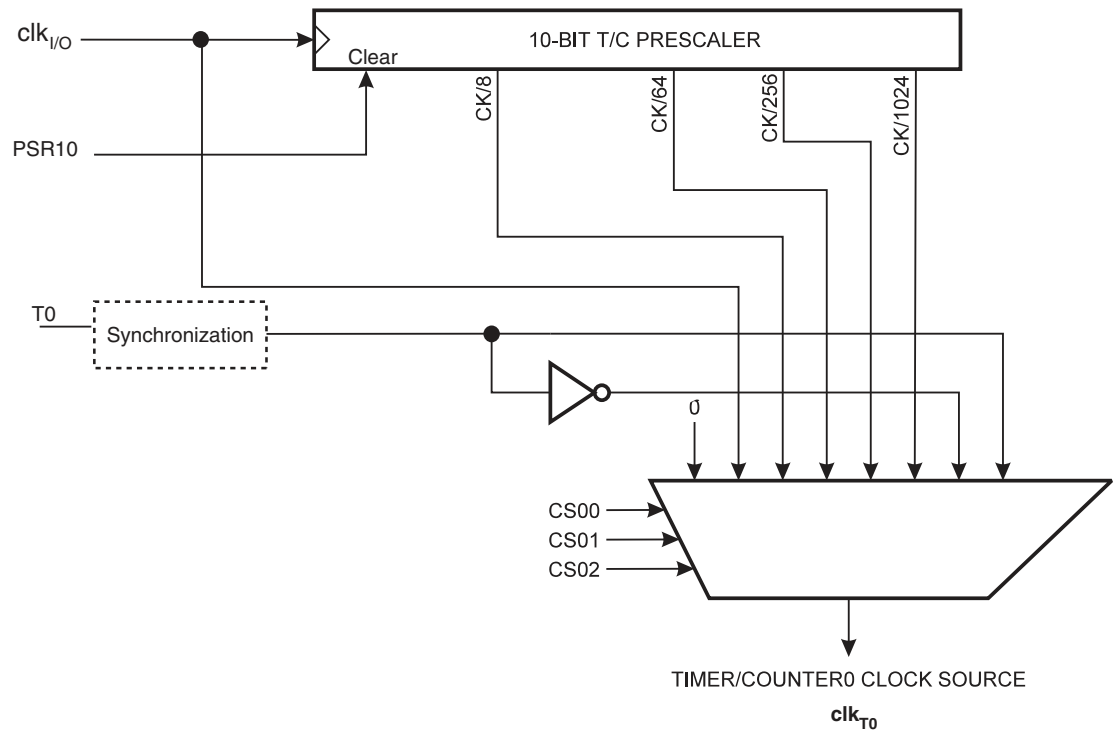 clkI/O
10-BIT T/C PRESCALER
Clear
CK/8
CK/64
CK/256
CK/1024
PSR10
T0
Synchronization
0
CS00
CS01
CS02
TIMER/COUNTER0 CLOCK SOURCE
clkT0